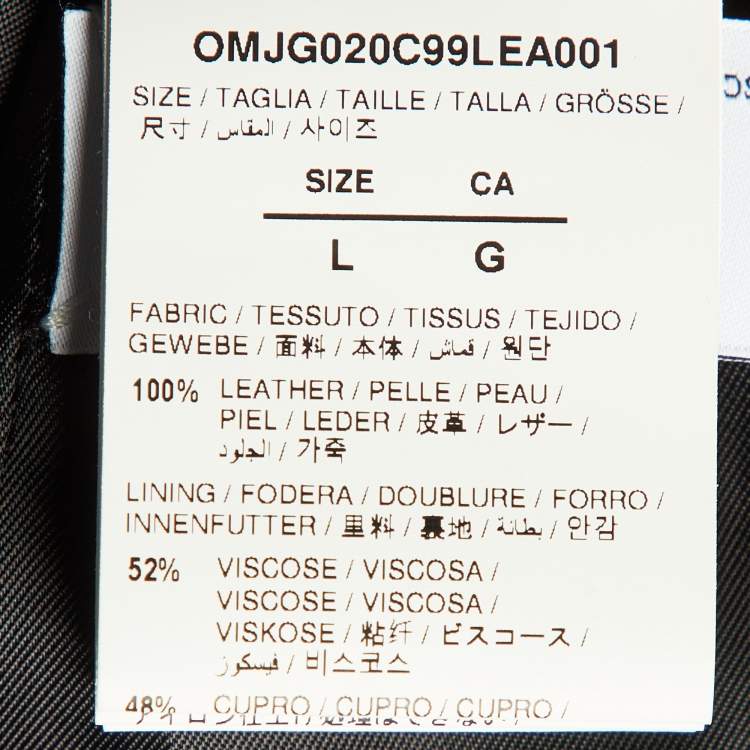 OMJG020C99LEA001
SIZE / TAGLIA / TAILLE / TALLA / GRÖSSE /
尺寸 / المقاس / 사이즈
SIZE CA
L G
FABRIC / TESSUTO / TISSUS / TEJIDO /
GEWEBE / 面料 / 本体 / قماش / 원단
100% LEATHER / PELLE / PEAU /
PIEL / LEDER / 皮革 / レザー /
الجلود / 가죽
LINING / FODERA / DOUBLURE / FORRO /
INNENFUTTER / 里料 / 裏地 / بطانة / 안감
52% VISCOSE / VISCOSA /
VISCOSE / VISCOSA /
VISKOSE / 粘纤 / ビスコース /
فيسكوز / 비스코스
48% CUPRO / CUPRO / CUPRO /